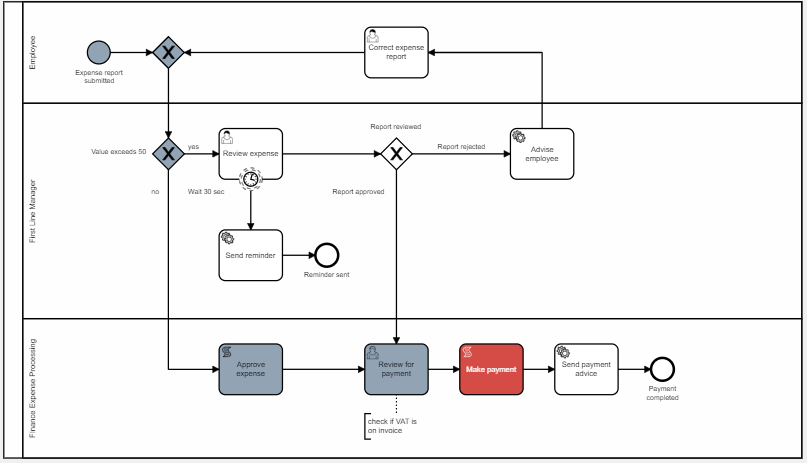 Employee
Expense report
submitted
Correct expense
report
First Line Manager
Value exceeds 50
yes
no
Review expense
Wait 30 sec
Report reviewed
Report rejected
Report approved
Advise
employee
Send reminder
Reminder sent
Finance Expense Processing
Approve
expense
Review for
payment
Make payment
Send payment
advice
Payment
completed
check if VAT is
on invoice